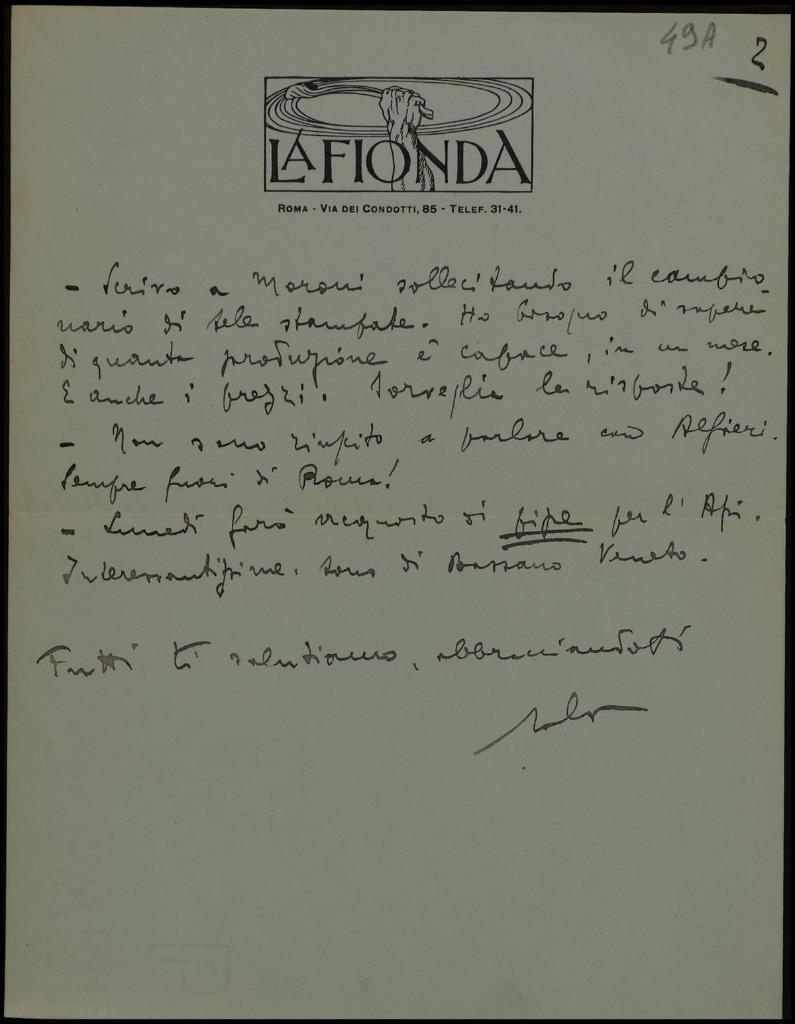 49A 2
LA FIONDA
ROMA - VIA DEI CONDOTTI, 85 - TELEF. 31-41.
- Scrivo a Moroni sollecitando il campio-
nario di tele stampate. Ho bisogno di sapere
di quanta produzione è capace, in un mese.
E anche i prezzi. Sorveglia la risposta!
- Non sono riuscito a parlare con Alfieri.
Sempre fuori di Roma!
- Lunedì farò acquisto di pipe per l'Api.
Interessantissime. Sono di Bassano Veneto.
Tutti ti salutiamo, abbracciandoti